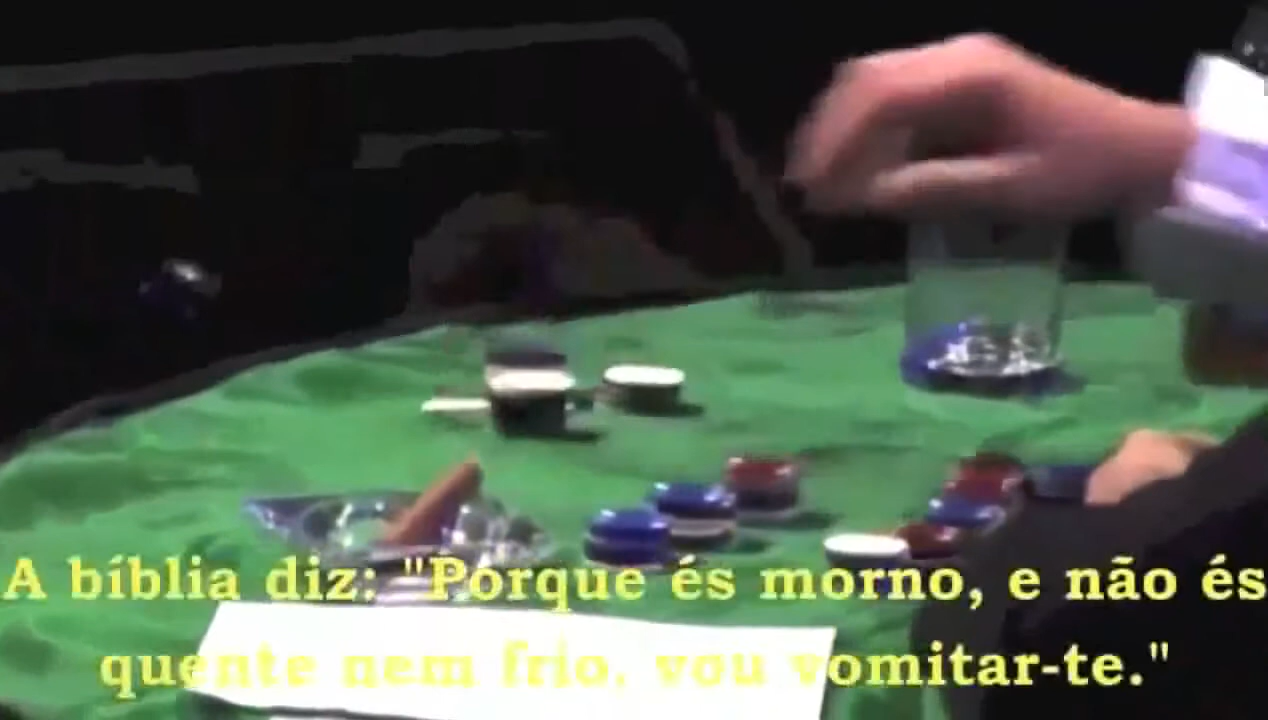 A bíblia diz: "Porque és morno, e não és
quente nem frio, vou vomitar-te."